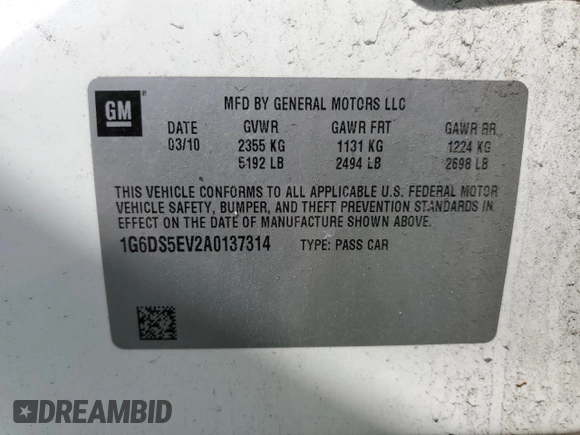 GM
MFD BY GENERAL MOTORS LLC
DATE GVWR GAWR FRT GAWR RR
03/10 2355 KG 1131 KG 1224 KG
5192 LB 2494 LB 2698 LB
THIS VEHICLE CONFORMS TO ALL APPLICABLE U.S. FEDERAL MOTOR
VEHICLE SAFETY, BUMPER, AND THEFT PREVENTION STANDARDS IN
EFFECT ON THE DATE OF MANUFACTURE SHOWN ABOVE.
1G6DS5EV2A0137314 TYPE: PASS CAR
DREAMBID